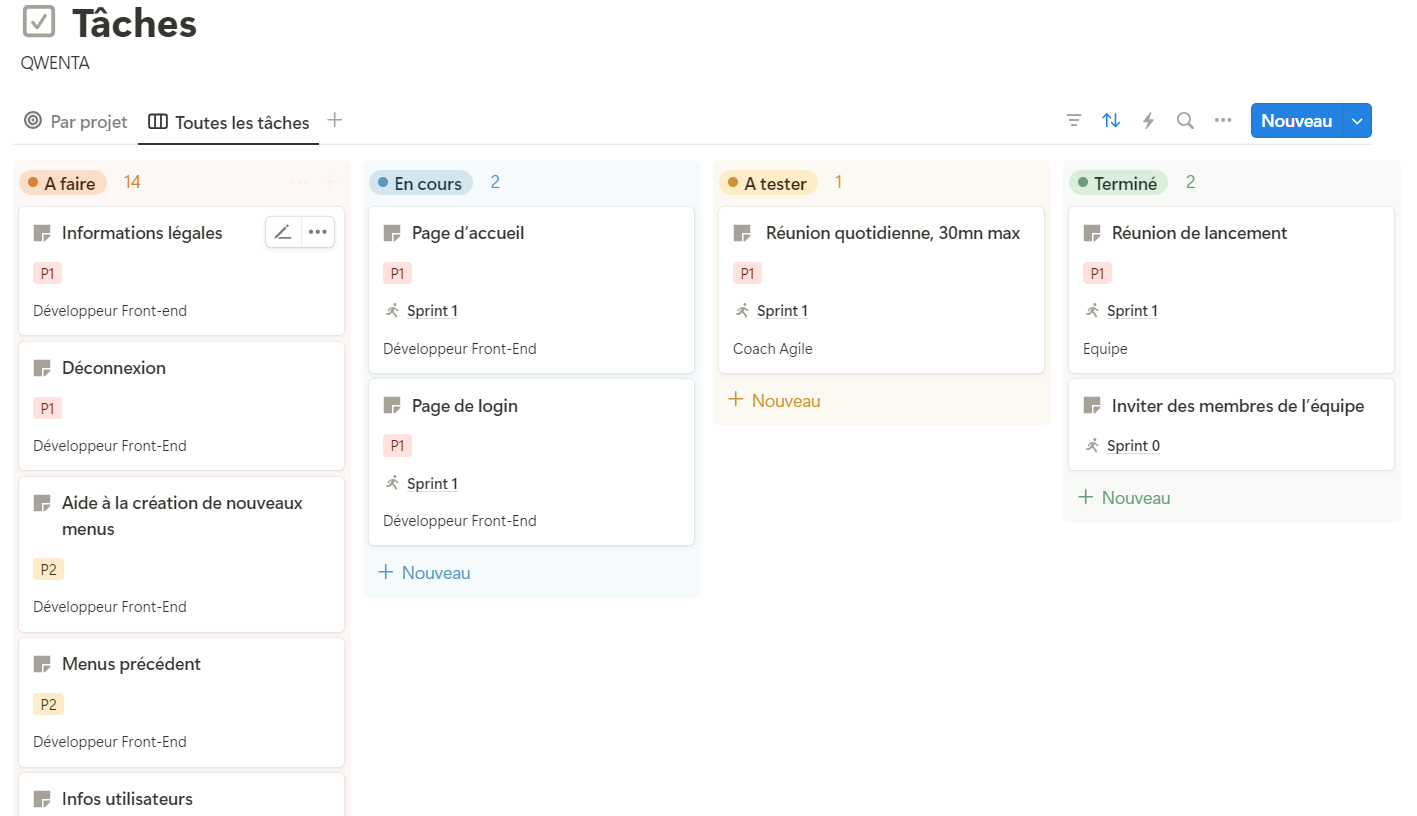 Tâches
QWENTA
Par projet
Toutes les tâches
Nouveau
A faire 14
Informations légales
P1
Développeur Front-end
Déconnexion
P1
Développeur Front-End
Aide à la création de nouveaux
menus
P2
Développeur Front-End
Menus précédent
P2
Développeur Front-End
Infos utilisateurs
En cours 2
Page d’accueil
P1
Sprint 1
Développeur Front-End
Page de login
P1
Sprint 1
Développeur Front-End
+ Nouveau
A tester 1
Réunion quotidienne, 30mn max
P1
Sprint 1
Coach Agile
+ Nouveau
Terminé 2
Réunion de lancement
P1
Sprint 1
Equipe
Inviter des membres de l’équipe
Sprint 0
+ Nouveau